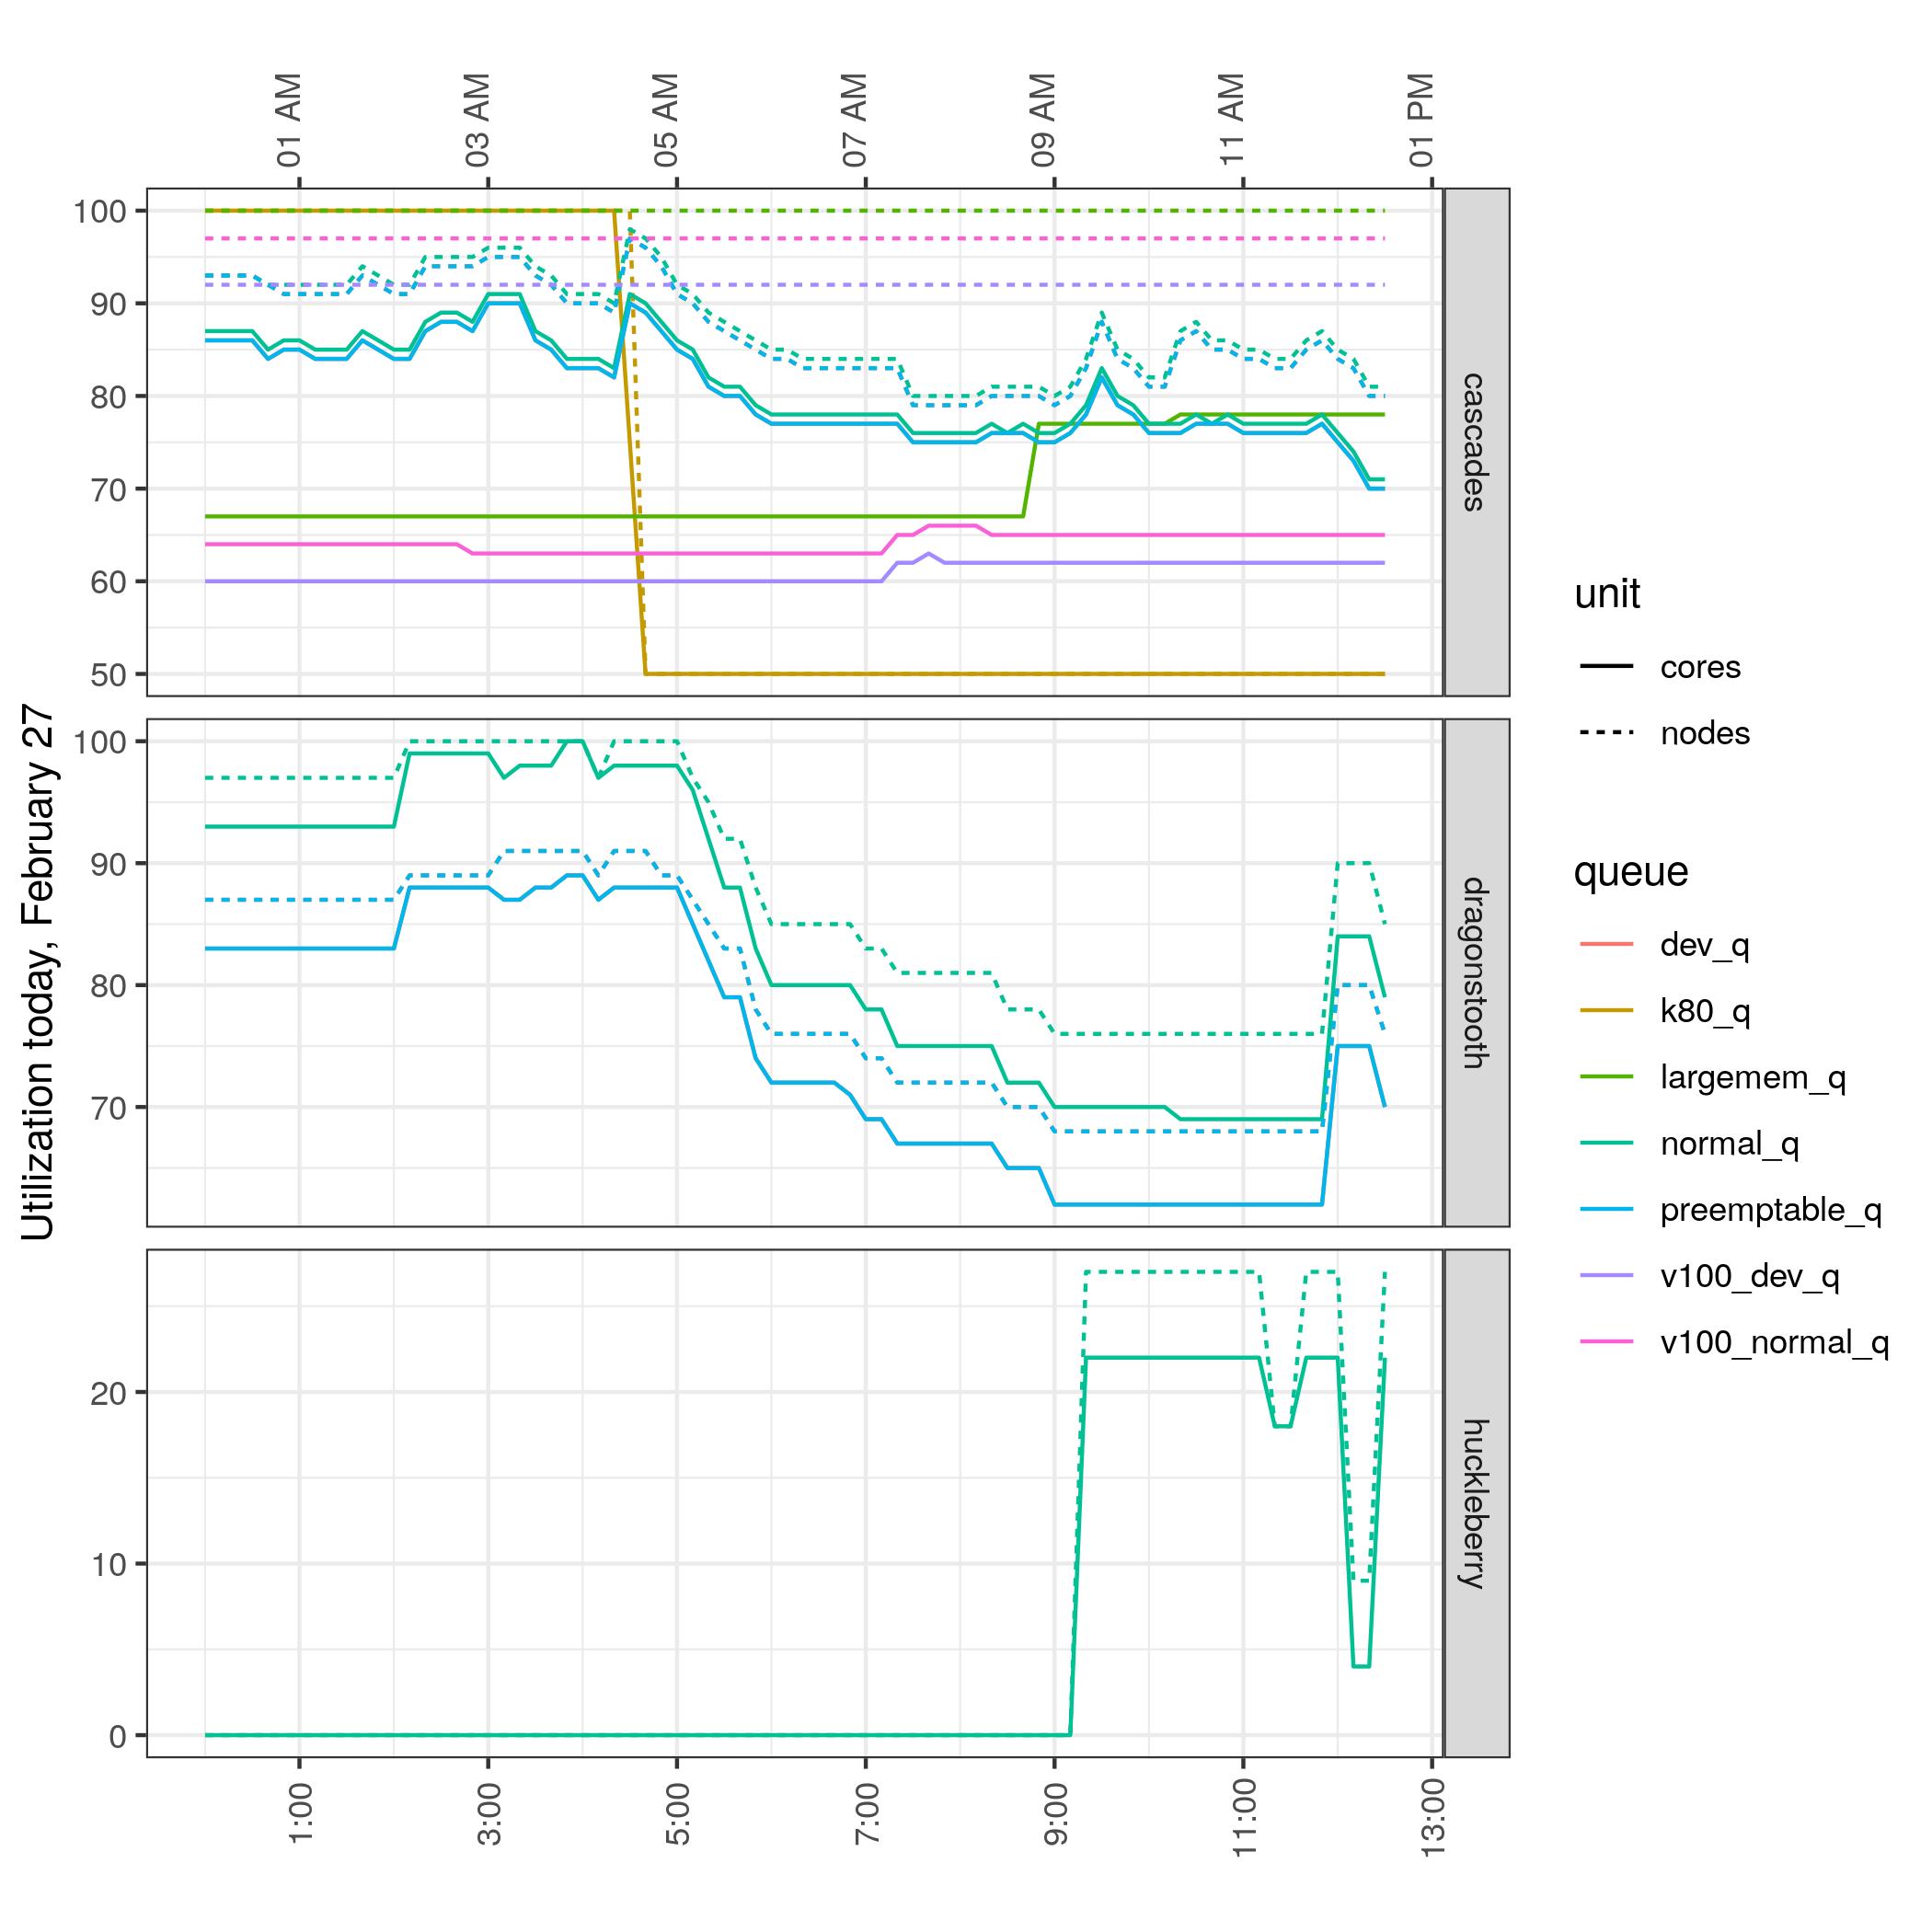 01 AM
03 AM
05 AM
07 AM
09 AM
11 AM
01 PM
Utilization today, February 27
100
90
80
70
60
50
cascades
100
90
80
70
dragonstooth
20
10
0
huckleberry
1:00
3:00
5:00
7:00
9:00
11:00
13:00
unit
cores
nodes
queue
dev_q
k80_q
largemem_q
normal_q
preemptable_q
v100_dev_q
v100_normal_q